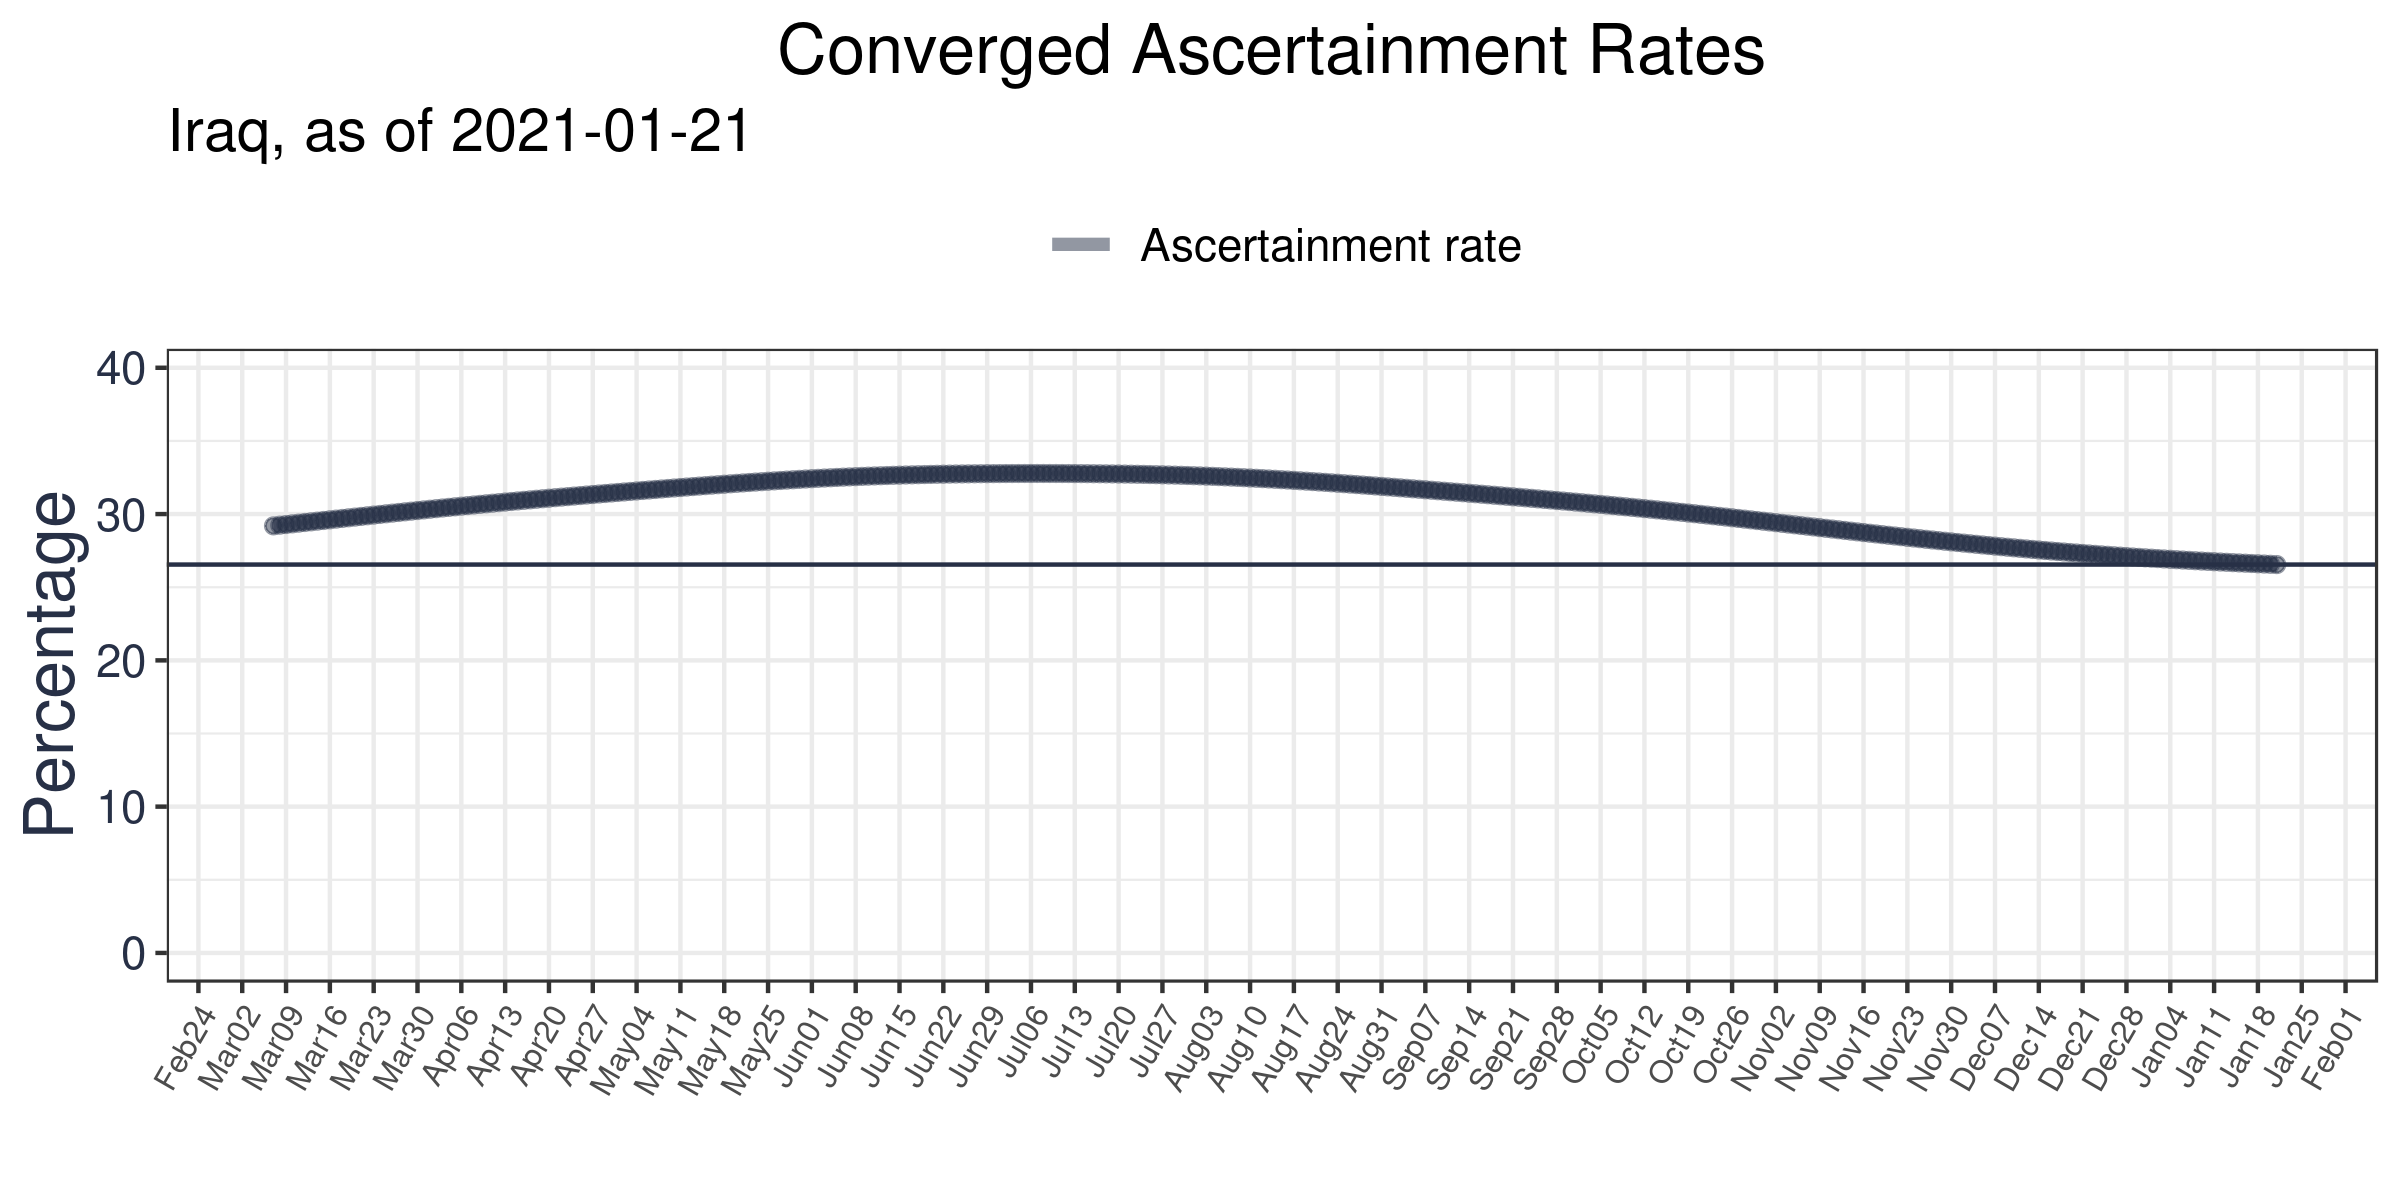 Converged Ascertainment Rates
Iraq, as of 2021-01-21
Ascertainment rate
Percentage
40
30
20
10
0
Feb24 Mar02 Mar09 Mar16 Mar23 Mar30 Apr06 Apr13 Apr20 Apr27 May04 May11 May18 May25 Jun01 Jun08 Jun15 Jun22 Jun29 Jul06 Jul13 Jul20 Jul27 Aug03 Aug10 Aug17 Aug24 Aug31 Sep07 Sep14 Sep21 Sep28 Oct05 Oct12 Oct19 Oct26 Nov02 Nov09 Nov16 Nov23 Nov30 Dec07 Dec14 Dec21 Dec28 Jan04 Jan11 Jan18 Jan25 Feb01